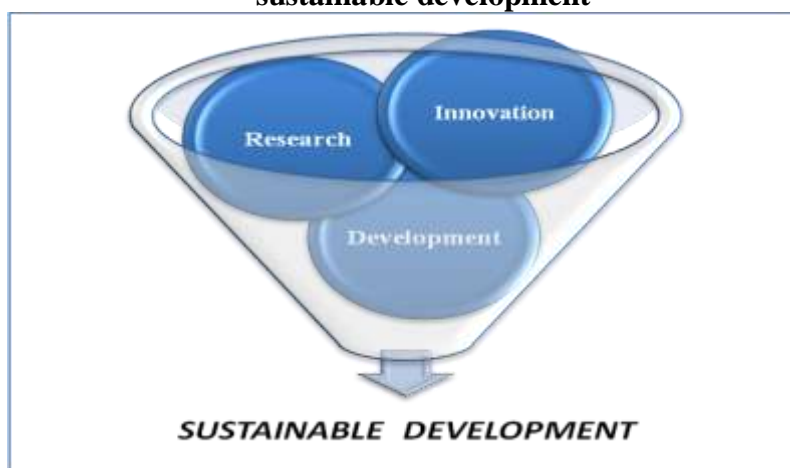 sustainable development
Innovation
Research
Development
SUSTAINABLE DEVELOPMENT